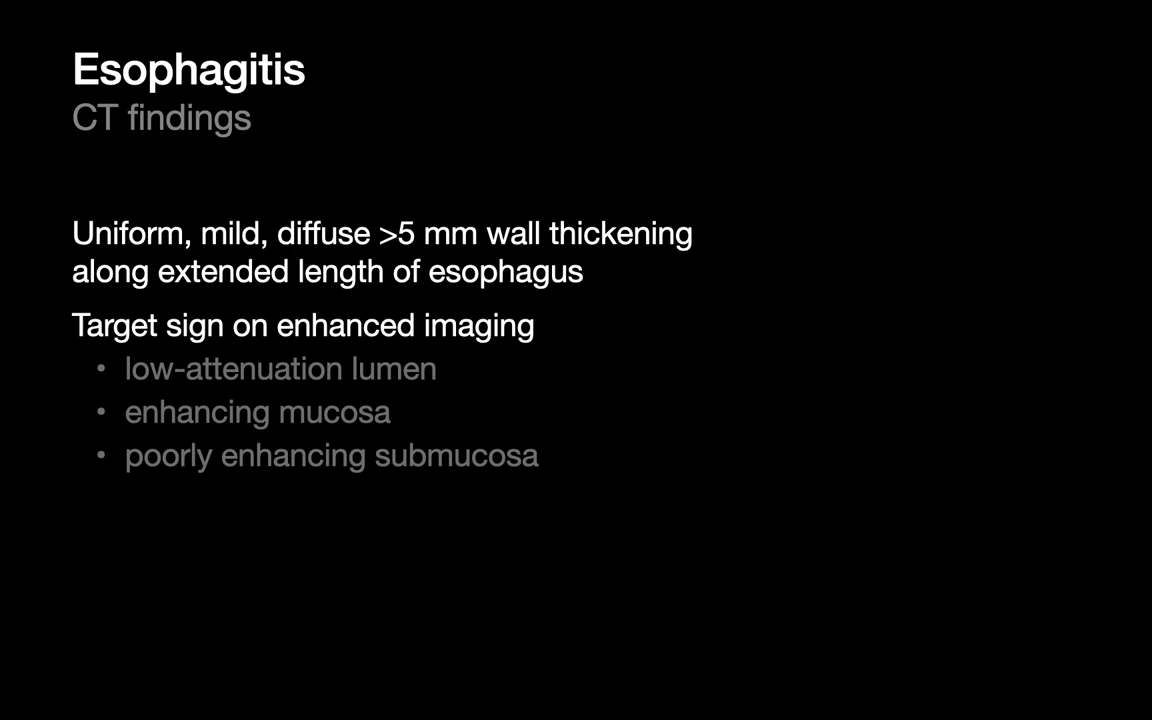 Esophagitis
CT findings
Uniform, mild, diffuse >5 mm wall thickening
along extended length of esophagus
Target sign on enhanced imaging
• low-attenuation lumen
• enhancing mucosa
• poorly enhancing submucosa